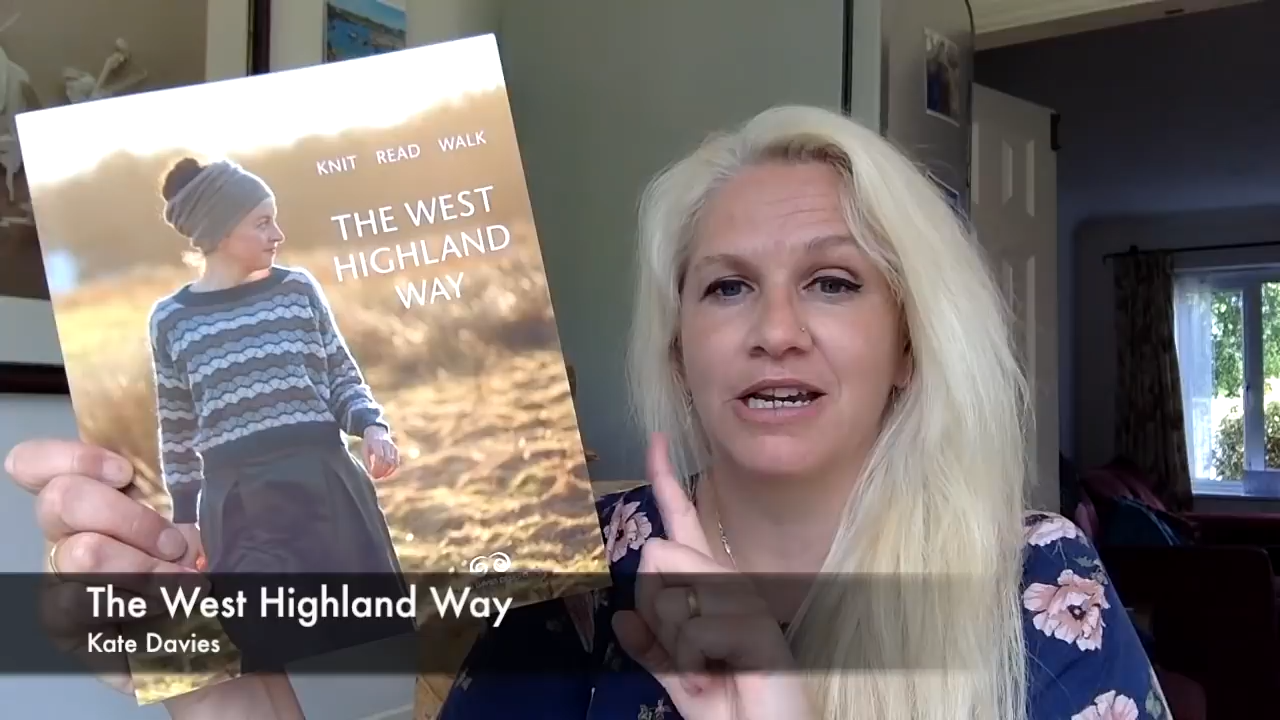 KNIT READ WALK
THE WEST
HIGHLAND
WAY
The West Highland Way
Kate Davies